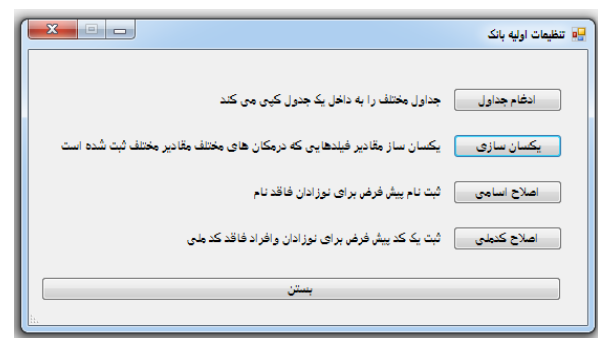 تنظیمات اولیه بانک
ادغام جداول جداول مختلف را به داخل یک جدول کپی می کند
یکسان سازی یکسان ساز مقادیر فیلدهایی که درمکان های مختلف مقادیر مختلف ثبت شده است
اصلاح اسامی ثبت نام پیش فرض برای نوزادان فاقد نام
اصلاح کدملی ثبت یک کد پیش فرض برای نوزادان وافراد فاقد کد ملی
بستن